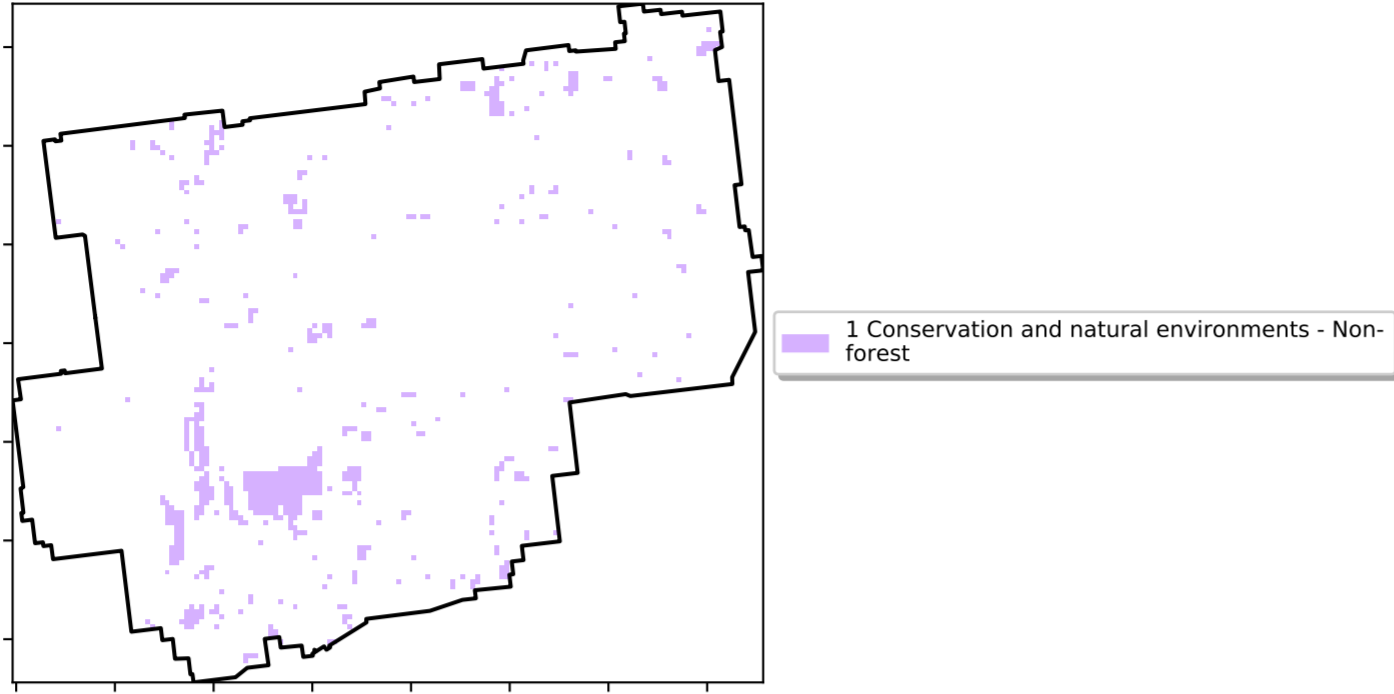 1 Conservation and natural environments - Non-
forest